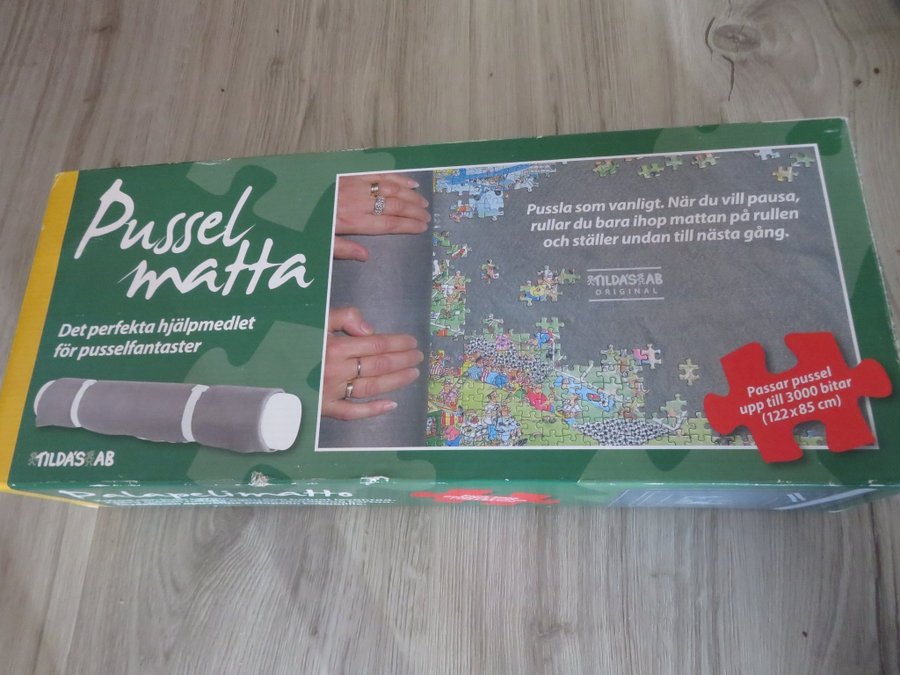 Pussel
matta
Det perfekta hjälpmedlet
för pusselfantaster
TILDA'S AB
Pussla som vanligt. När du vill pausa,
rullar du bara ihop mattan på rullen
och ställer undan till nästa gång.
TILDA'S AB
ORIGINAL
Passar pussel
upp till 3000 bitar
(122 x 85 cm)
Palapelimatto